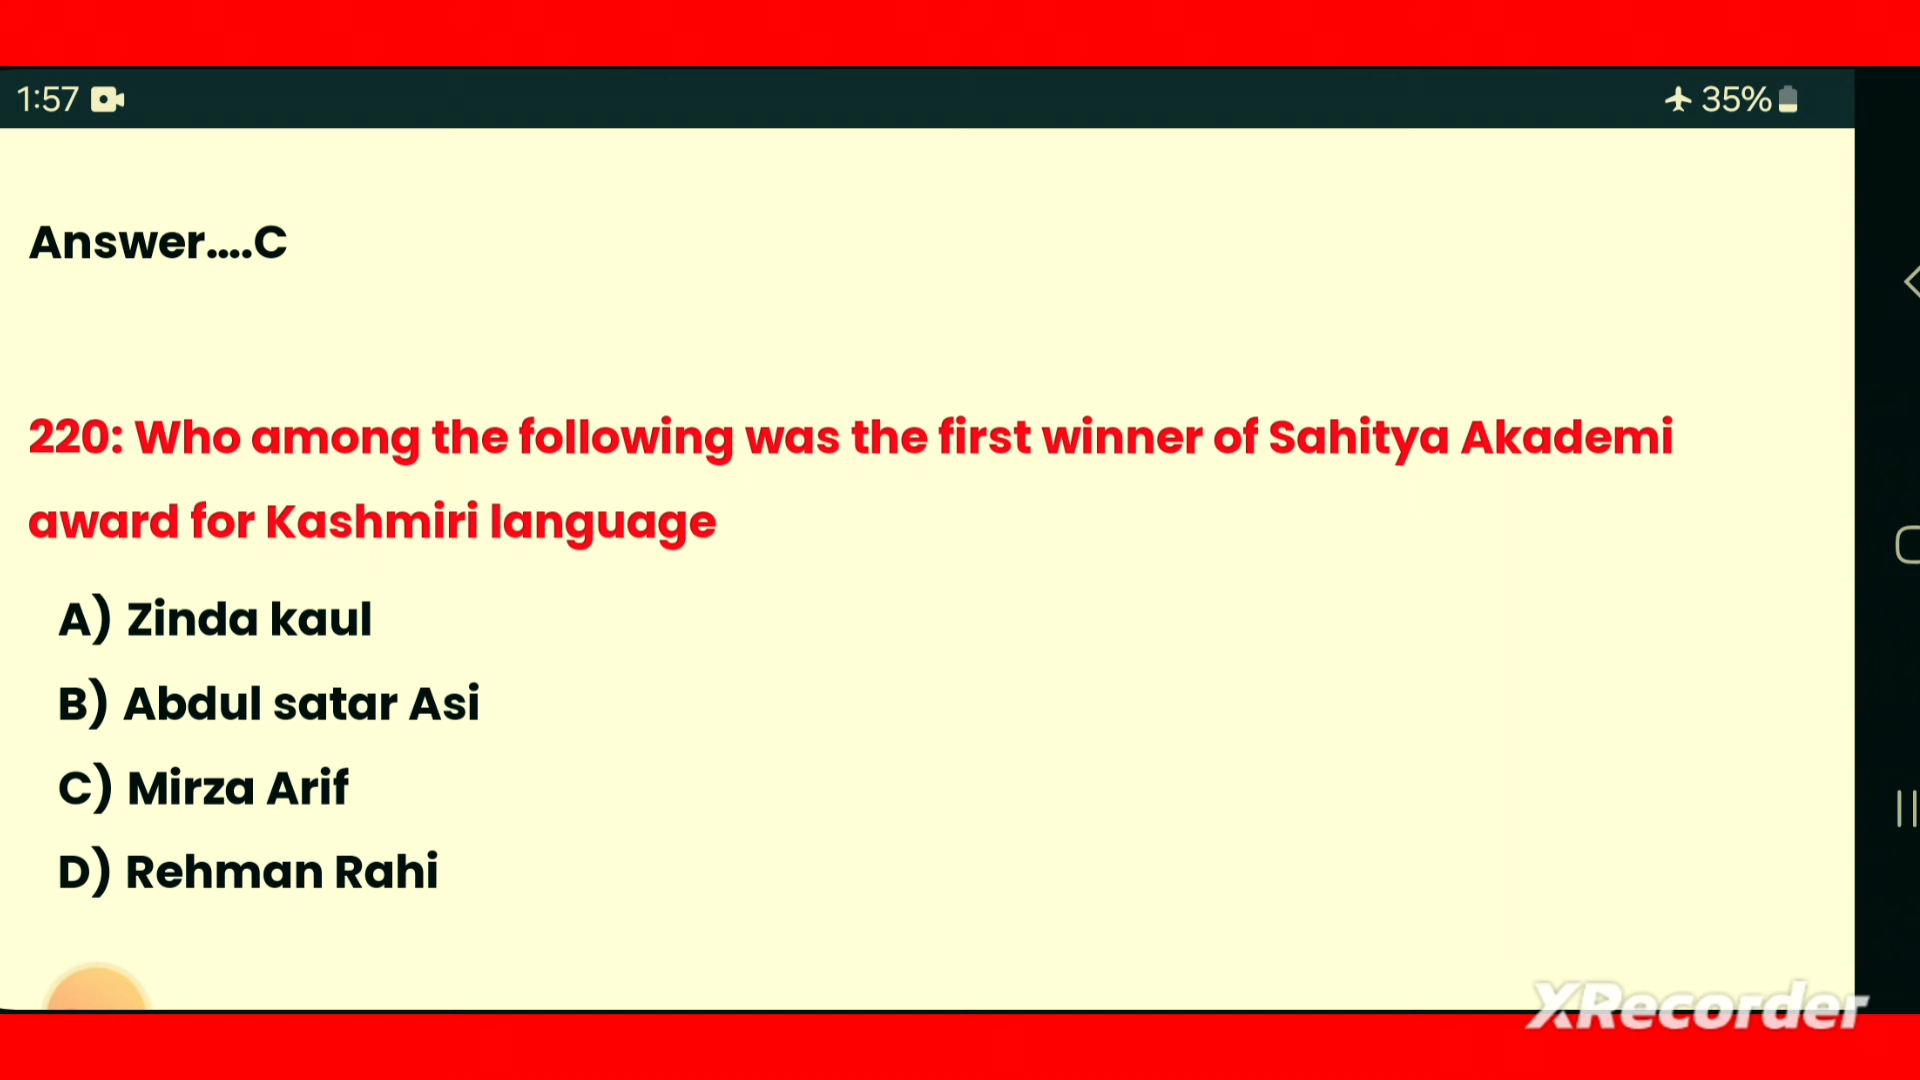 1:57 35%
Answer....C
220: Who among the following was the first winner of Sahitya Akademi
award for Kashmiri language
A) Zinda kaul
B) Abdul satar Asi
C) Mirza Arif
D) Rehman Rahi
XRecorder